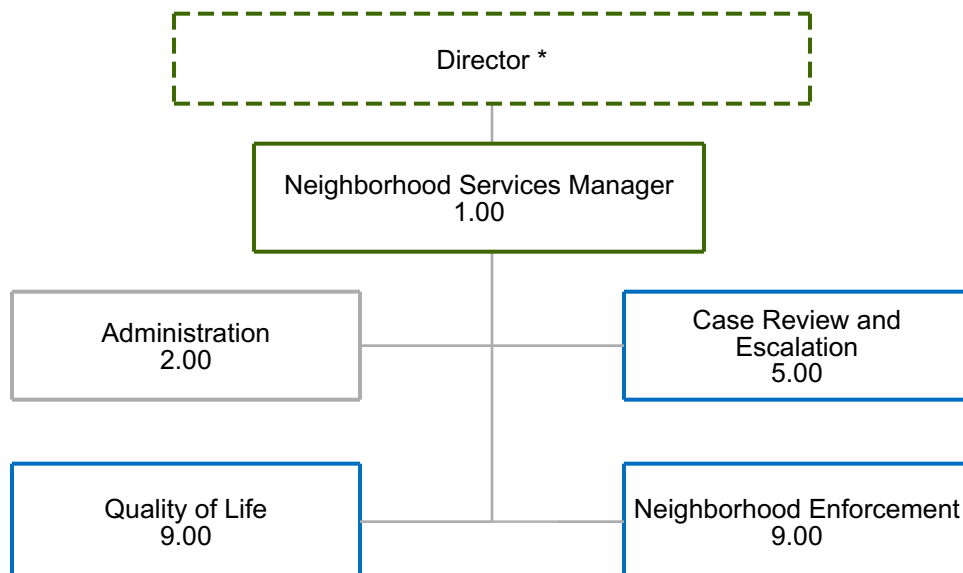 Director *
Neighborhood Services Manager
1.00
Administration
2.00
Case Review and
Escalation
5.00
Quality of Life
9.00
Neighborhood Enforcement
9.00